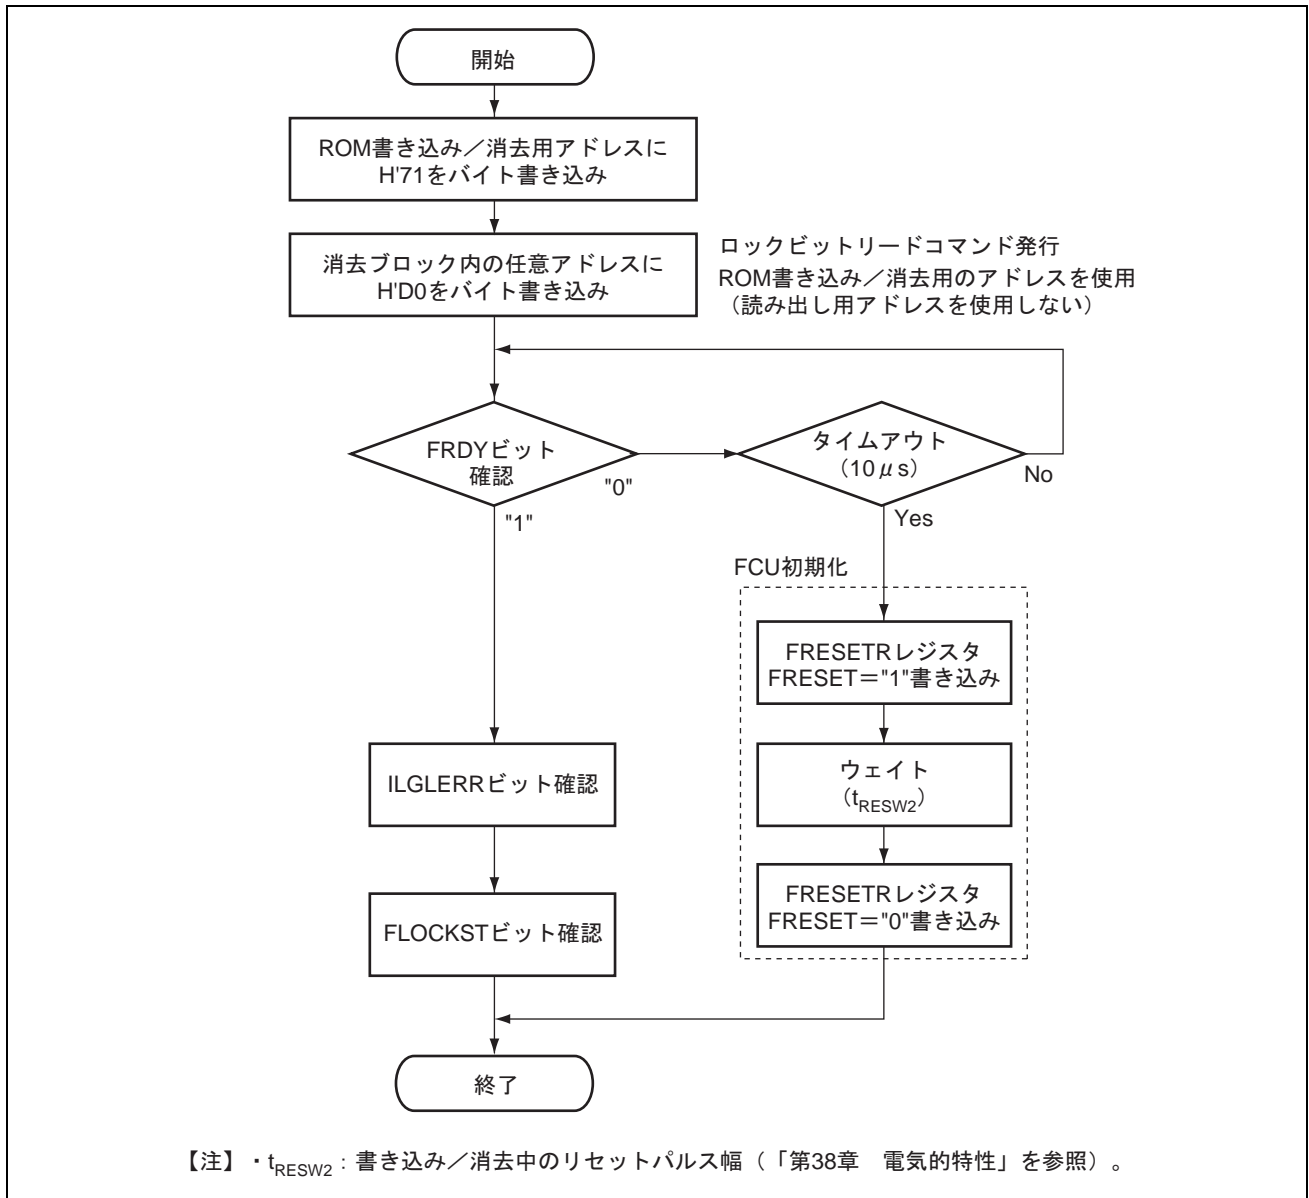 開始
ROM書き込み／消去用アドレスに
H'71をバイト書き込み
消去ブロック内の任意アドレスに
H'D0をバイト書き込み
ロックビットリードコマンド発行
ROM書き込み／消去用のアドレスを使用
（読み出し用アドレスを使用しない）
FRDYビット
確認
"0"
"1"
タイムアウト
（10μs）
No
Yes
FCU初期化
FRESETRレジスタ
FRESET＝"1"書き込み
ウェイト
（tRESW2）
FRESETRレジスタ
FRESET＝"0"書き込み
ILGLERRビット確認
FLOCKSTビット確認
終了
【注】・tRESW2：書き込み／消去中のリセットパルス幅（「第38章　電気的特性」を参照）。